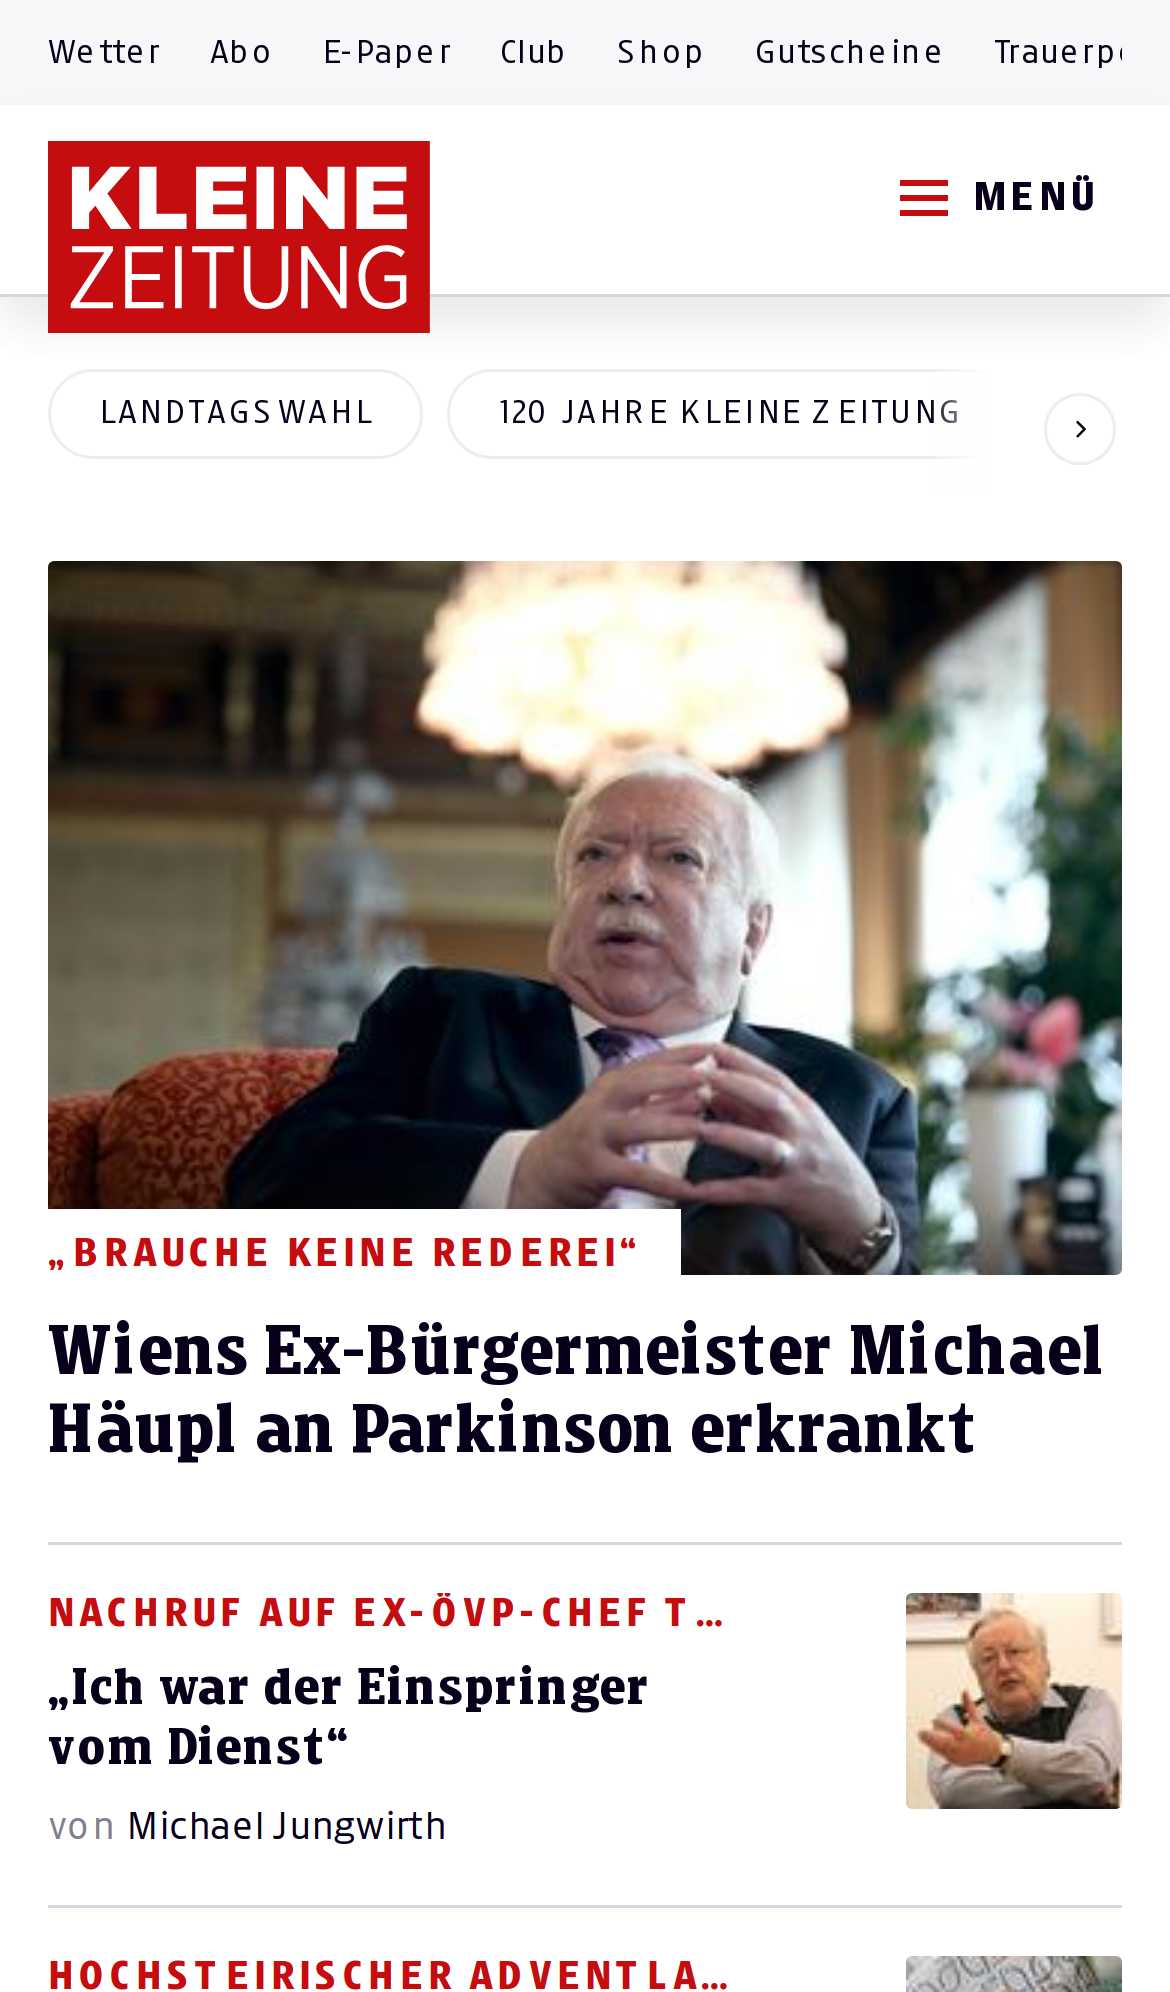 Wetter Abo E-Paper Club Shop Gutscheine
KLEINE
ZEITUNG
MENÜ
LANDTAGSWAHL 120 JAHRE KLEINE ZEITUNG
„BRAUCHE KEINE REDEREI“
Wiens Ex-Bürgermeister Michael
Häupl an Parkinson erkrankt
NACHRUF AUF EX-ÖVP-CHEF T...
„Ich war der Einspringer
vom Dienst“
von Michael Jungwirth
HOCHSTEIRISCHER ADVENTLA...